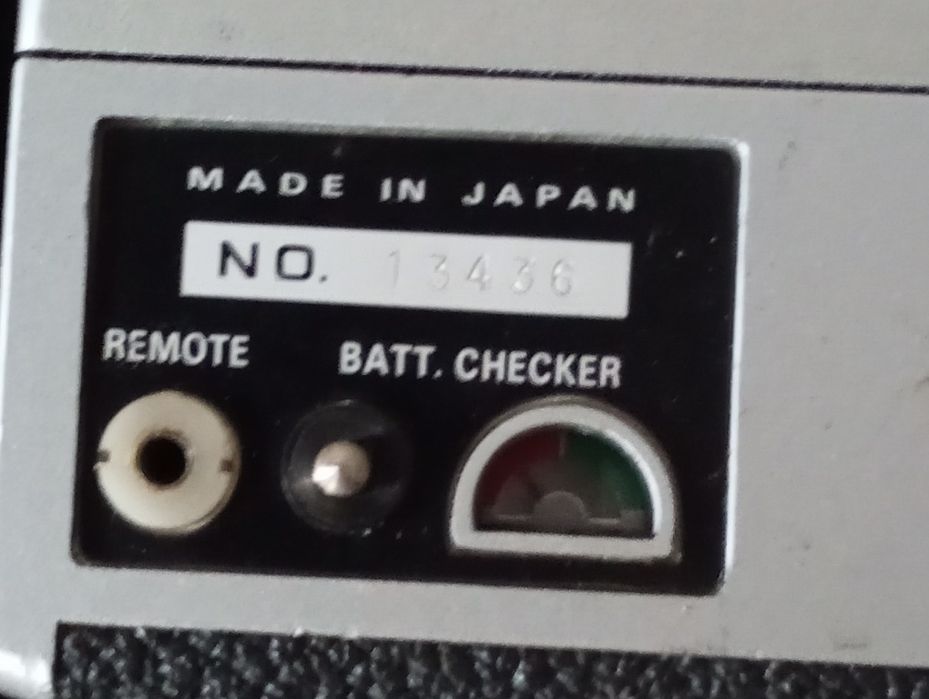 MADE IN JAPAN
NO. 13436
REMOTE
BATT. CHECKER